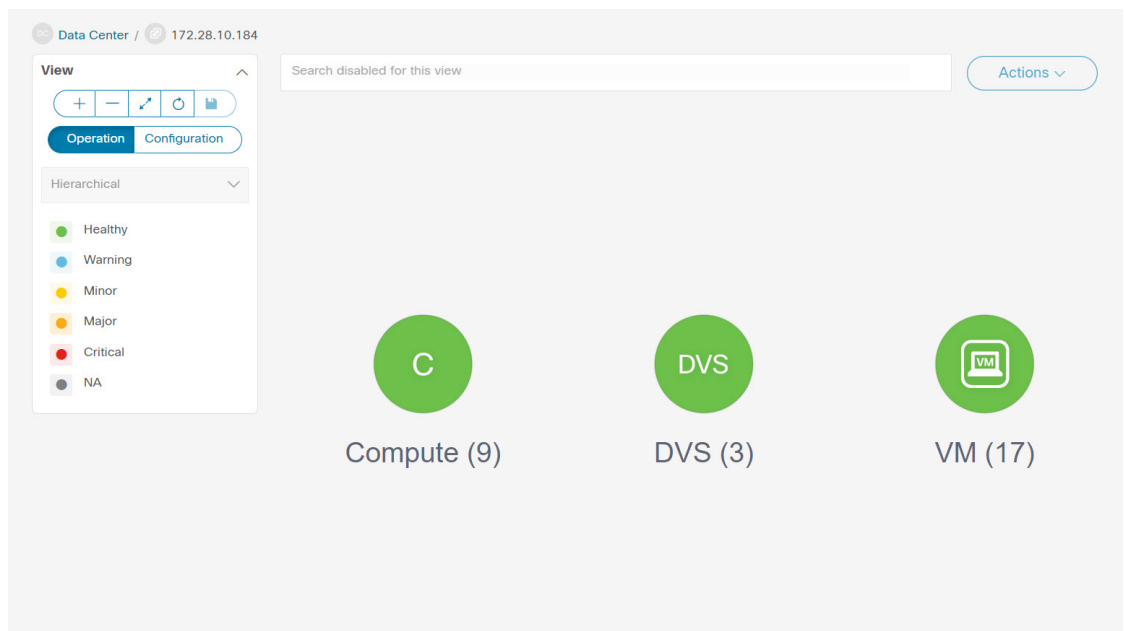 DC Data Center / 172.28.10.184
View
Search disabled for this view
Actions
Operation Configuration
Hierarchical
Healthy
Warning
Minor
Major
Critical
NA
C
DVS
VM
Compute (9)
DVS (3)
VM (17)